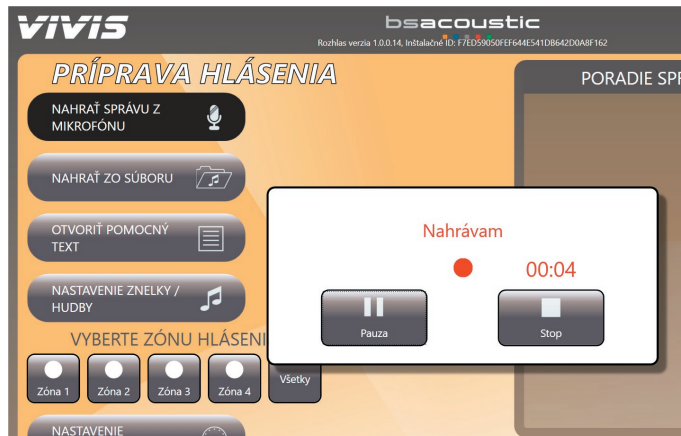 VIVIS
bsacoustic
Rozhlas verzia 1.0.0.14, Inštalačné ID: F7ED59050FEF644E541DB642D0A8F162
PRÍPRAVA HLÁSENIA
PORADIE SPR
NAHRAŤ SPRÁVU Z
MIKROFÓNU
NAHRAŤ ZO SÚBORU
OTVORIŤ POMOCNÝ
TEXT
NASTAVENIE ZNELKY /
HUDBY
Nahrávam
00:04
Pauza
Stop
VYBERTE ZÓNU HLÁSENI
Zóna 1
Zóna 2
Zóna 3
Zóna 4
Všetky
NASTAVENIE